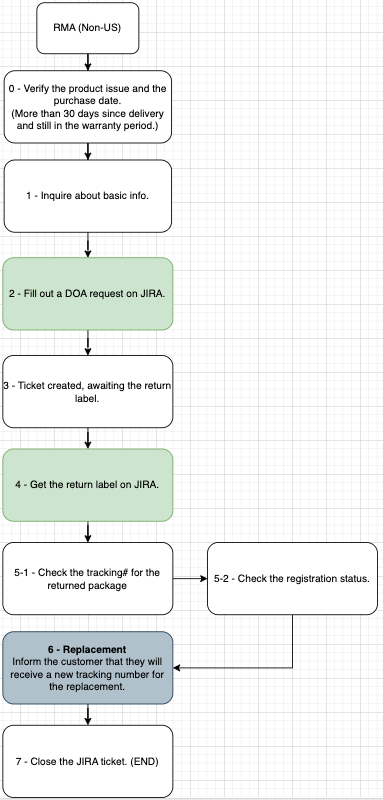 RMA (Non-US)
0 - Verify the product issue and the
purchase date.
(More than 30 days since delivery
and still in the warranty period.)
1 - Inquire about basic info.
2 - Fill out a DOA request on JIRA.
3 - Ticket created, awaiting the return
label.
4 - Get the return label on JIRA.
5-1 - Check the tracking# for the
returned package
5-2 - Check the registration status.
6 - Replacement
Inform the customer that they will
receive a new tracking number for
the replacement.
7 - Close the JIRA ticket. (END)